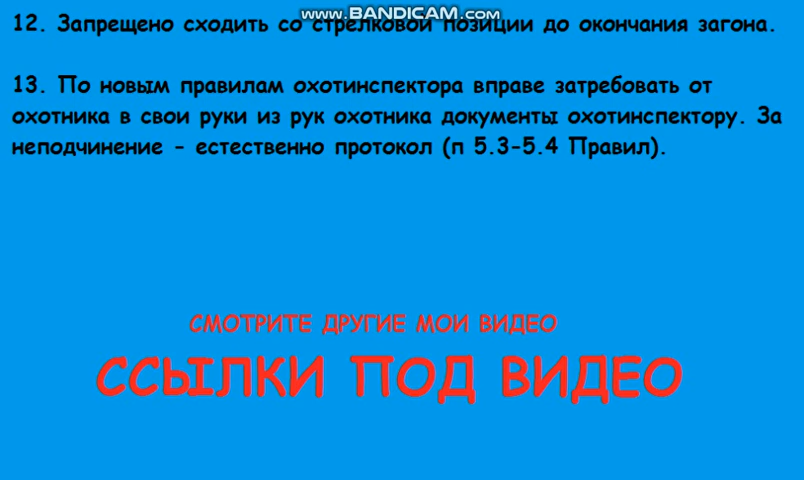 www.BANDICAM.com
12. Запрещено сходить со стрелковой позиции до окончания загона.
13. По новым правилам охотинспектора вправе затребовать от
охотника в свои руки из рук охотника документы охотинспектору. За
неподчинение - естественно протокол (п 5.3-5.4 Правил).
СМОТРИТЕ ДРУГИЕ МОИ ВИДЕО
ССЫЛКИ ПОД ВИДЕО